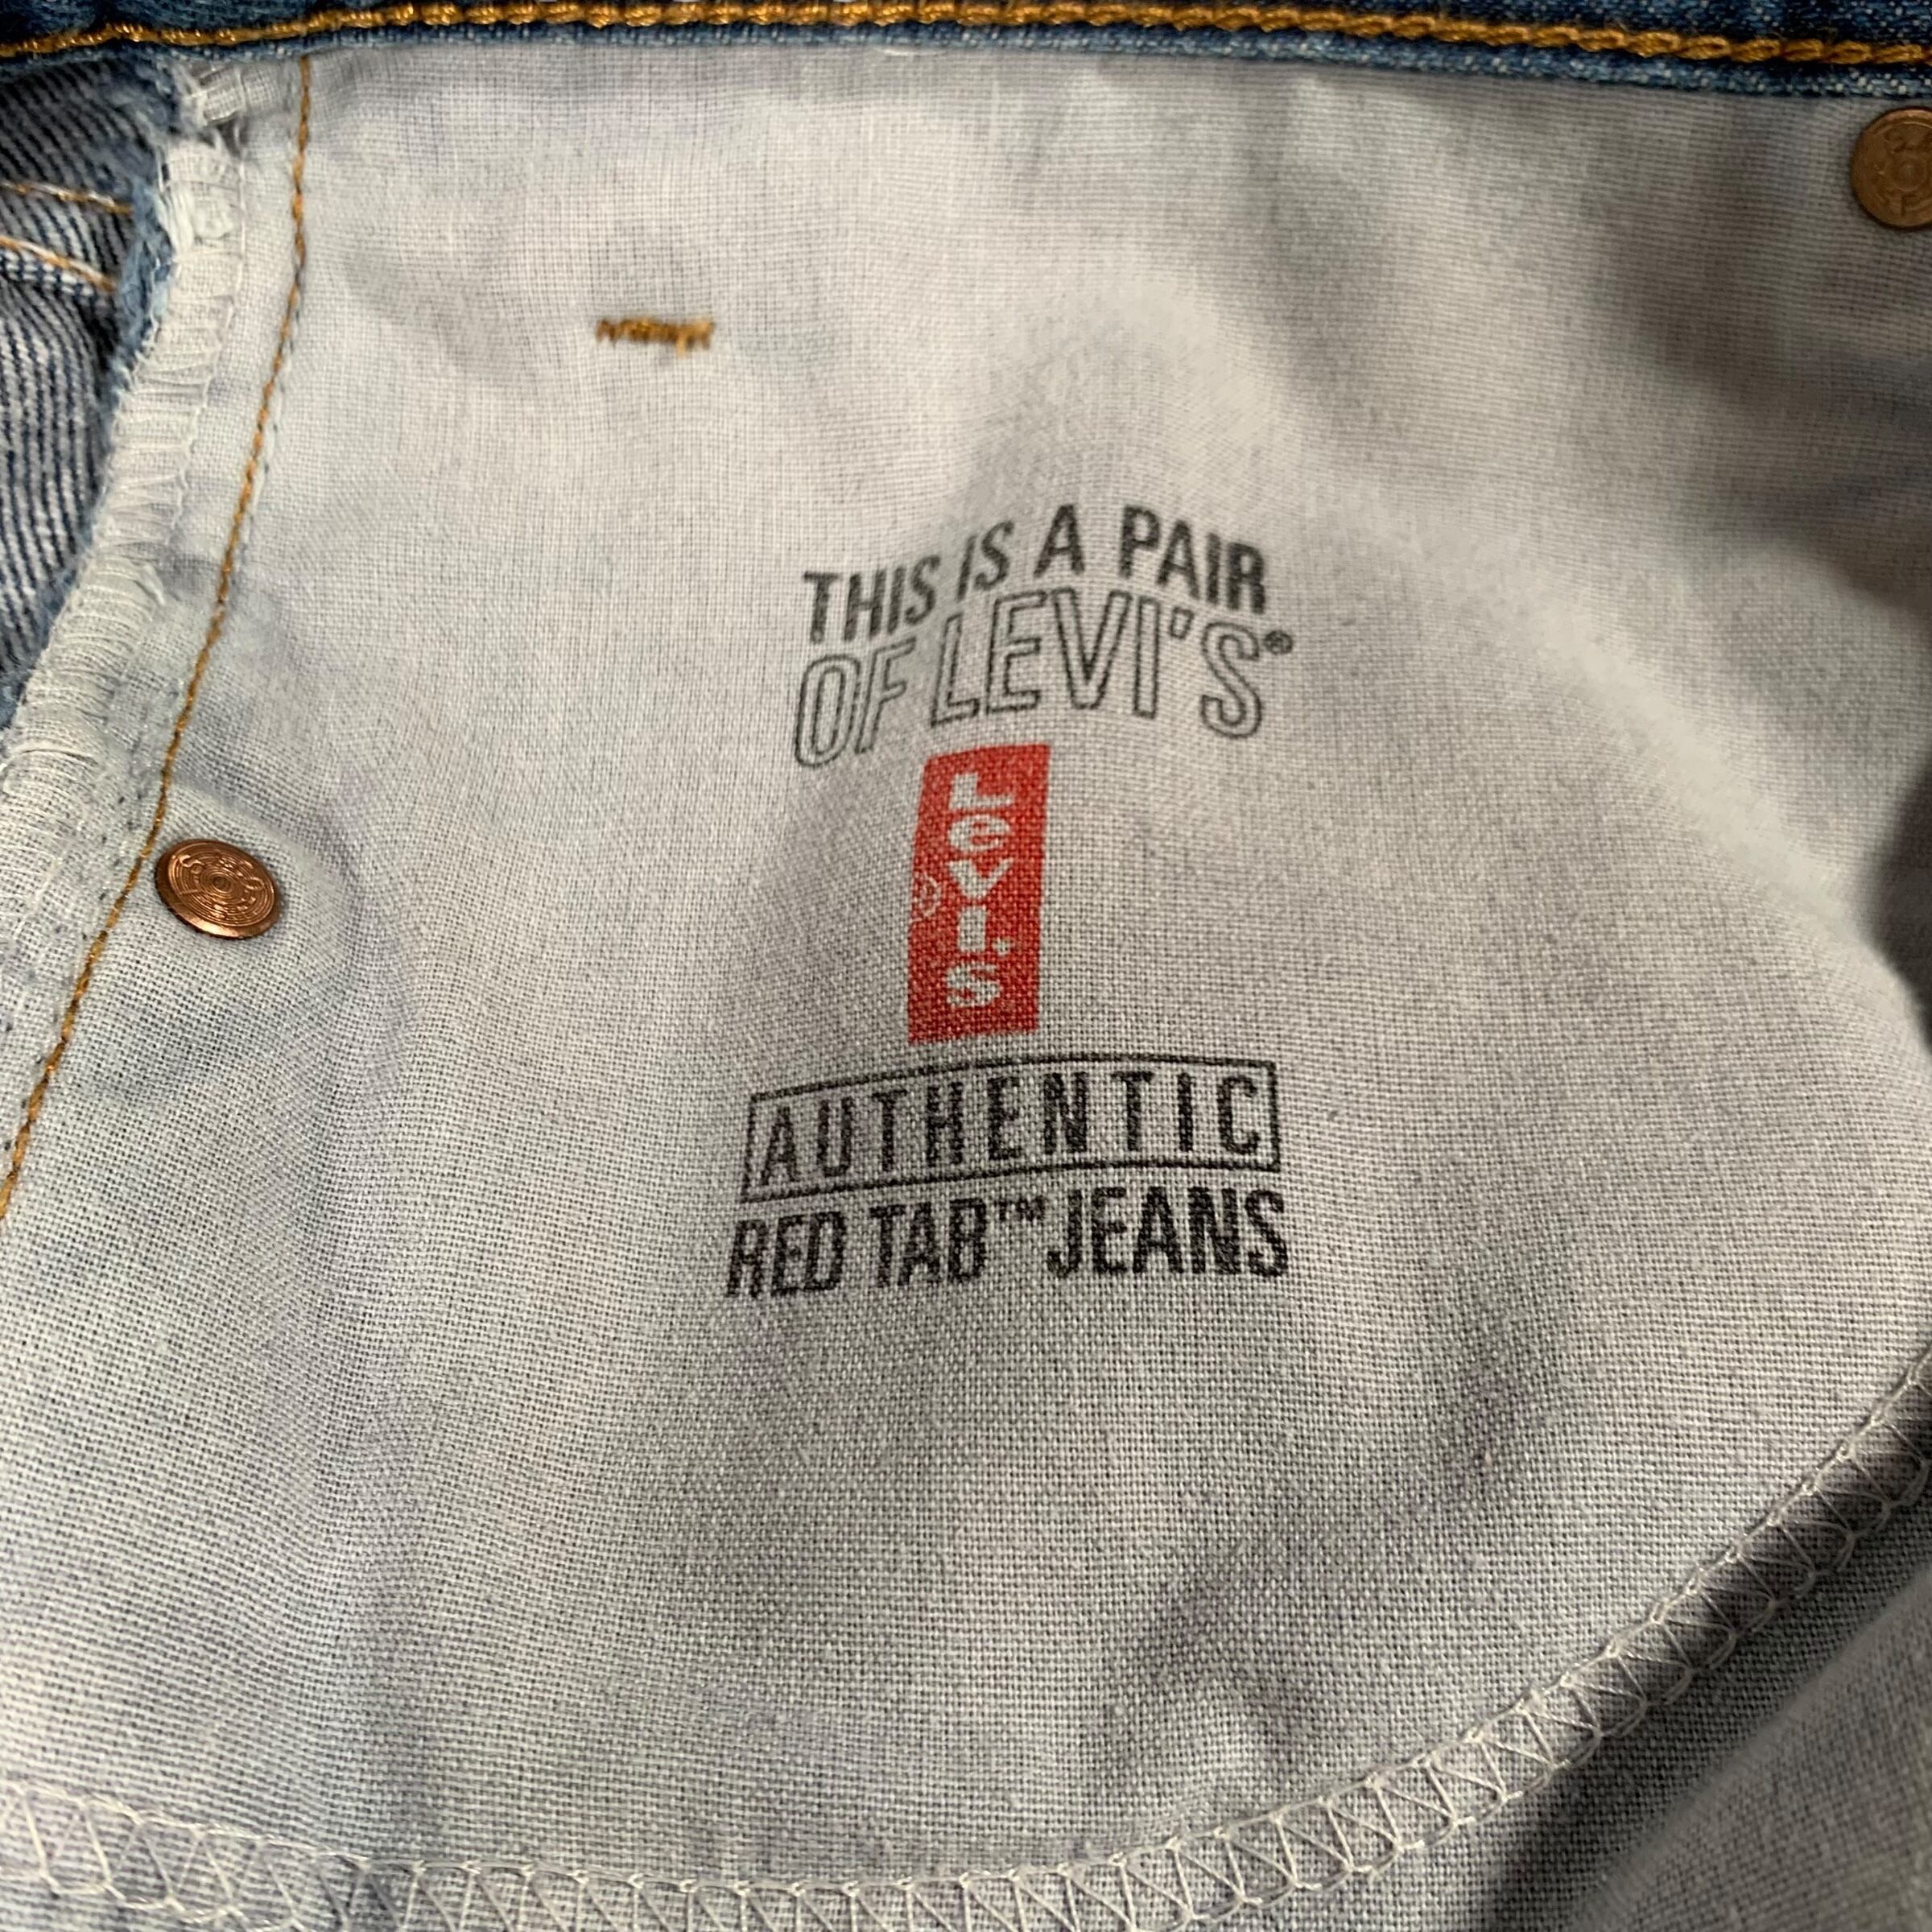 THIS IS A PAIR
OF LEVI'S®
LEVI'S
®
AUTHENTIC
RED TAB™ JEANS